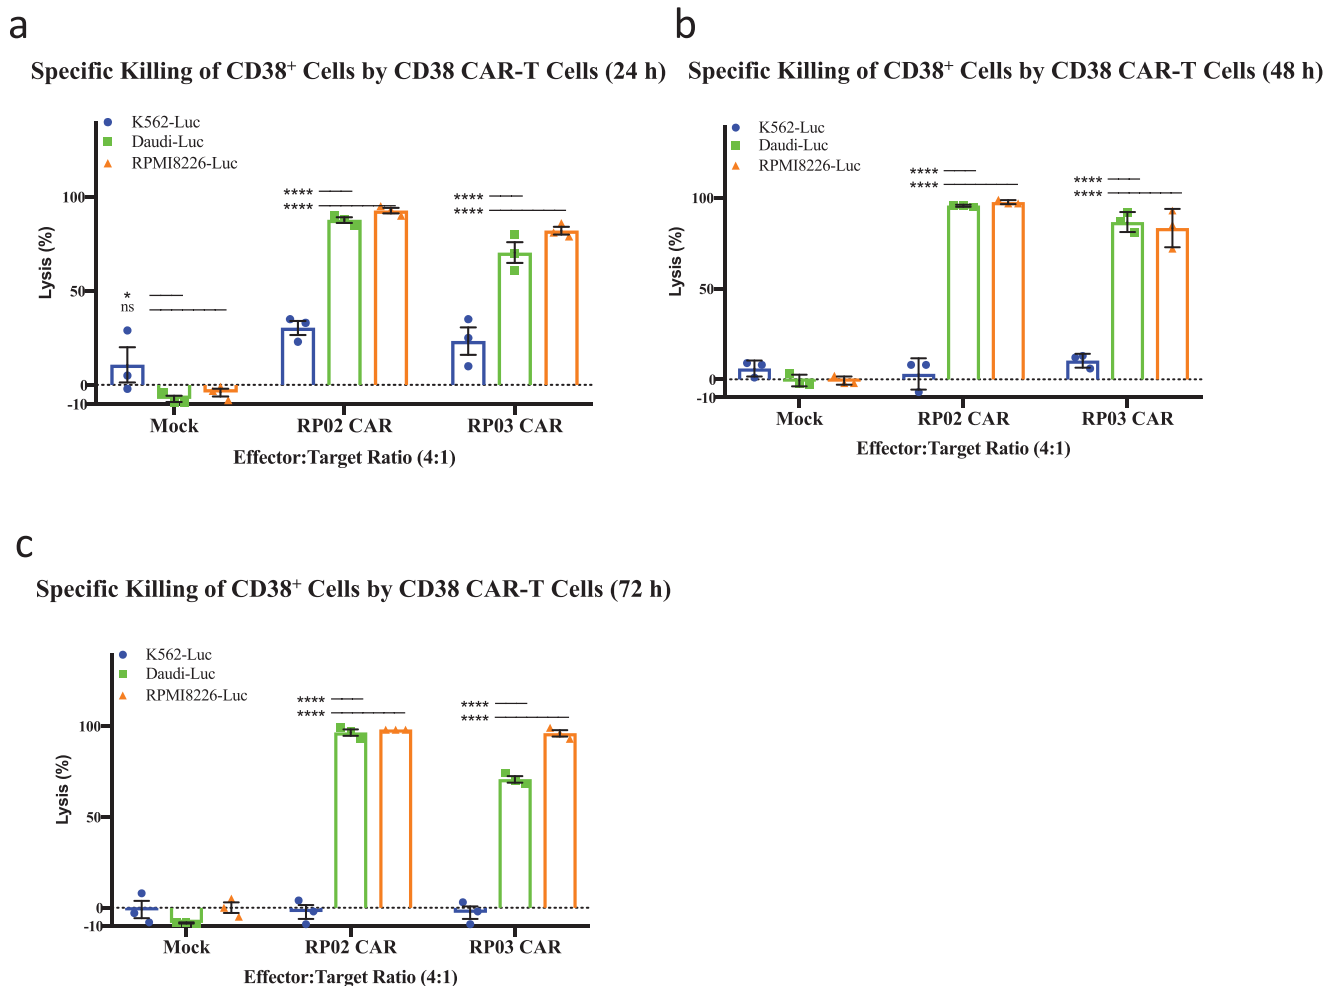 a
Specific Killing of CD38+ Cells by CD38 CAR-T Cells (24 h)
K562-Luc
Daudi-Luc
RPMI8226-Luc
Lysis (%)
100
50
0
-10
*
ns
****
****
****
****
Mock
RP02 CAR
RP03 CAR
Effector:Target Ratio (4:1)
b
Specific Killing of CD38+ Cells by CD38 CAR-T Cells (48 h)
K562-Luc
Daudi-Luc
RPMI8226-Luc
Lysis (%)
100
50
0
-10
****
****
****
****
Mock
RP02 CAR
RP03 CAR
Effector:Target Ratio (4:1)
c
Specific Killing of CD38+ Cells by CD38 CAR-T Cells (72 h)
K562-Luc
Daudi-Luc
RPMI8226-Luc
Lysis (%)
100
50
0
-10
****
****
****
****
Mock
RP02 CAR
RP03 CAR
Effector:Target Ratio (4:1)